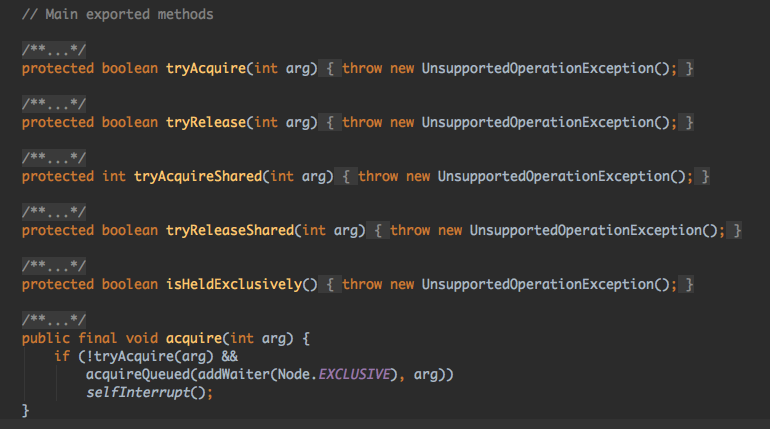 // Main exported methods
/**...*/
protected boolean tryAcquire(int arg) { throw new UnsupportedOperationException(); }
/**...*/
protected boolean tryRelease(int arg) { throw new UnsupportedOperationException(); }
/**...*/
protected int tryAcquireShared(int arg) { throw new UnsupportedOperationException(); }
/**...*/
protected boolean tryReleaseShared(int arg) { throw new UnsupportedOperationException(); }
/**...*/
protected boolean isHeldExclusively() { throw new UnsupportedOperationException(); }
/**...*/
public final void acquire(int arg) {
    if (!tryAcquire(arg) &&
        acquireQueued(addWaiter(Node.EXCLUSIVE), arg))
        selfInterrupt();
}